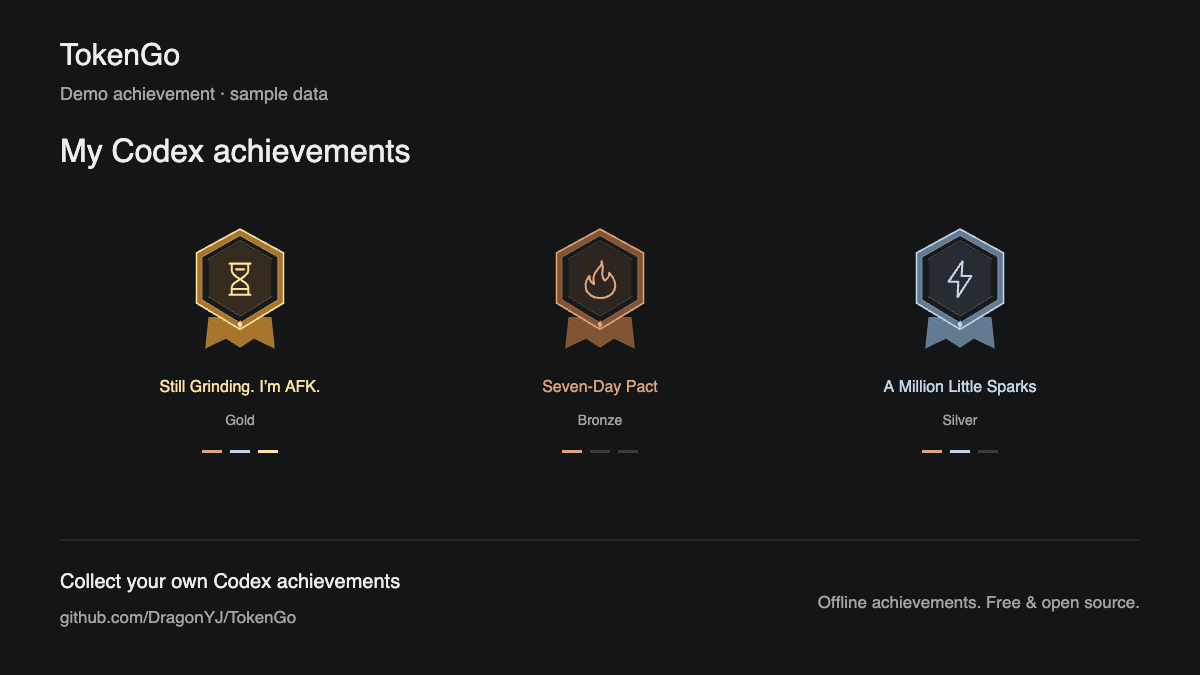 TokenGo
Demo achievement · sample data
My Codex achievements
Still Grinding. I’m AFK.
Gold
Seven-Day Pact
Bronze
A Million Little Sparks
Silver
Collect your own Codex achievements
github.com/DragonYJ/TokenGo
Offline achievements. Free & open source.